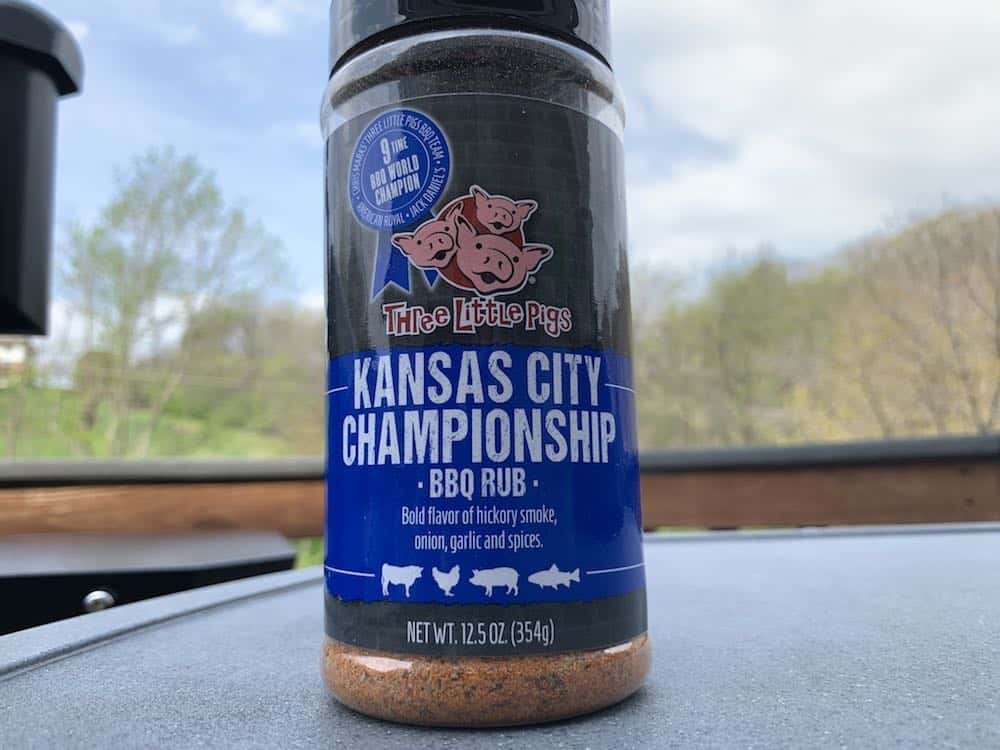 CHRIS MARKS THREE LITTLE PIGS BBQ TEAM
9 TIME
BBQ WORLD
CHAMPION
AMERICAN ROYAL • JACK DANIEL'S
THree LiTTLe Pigs
KANSAS CITY
CHAMPIONSHIP
· BBQ RUB ·
Bold flavor of hickory smoke,
onion, garlic and spices.
NET WT. 12.5 OZ. (354g)